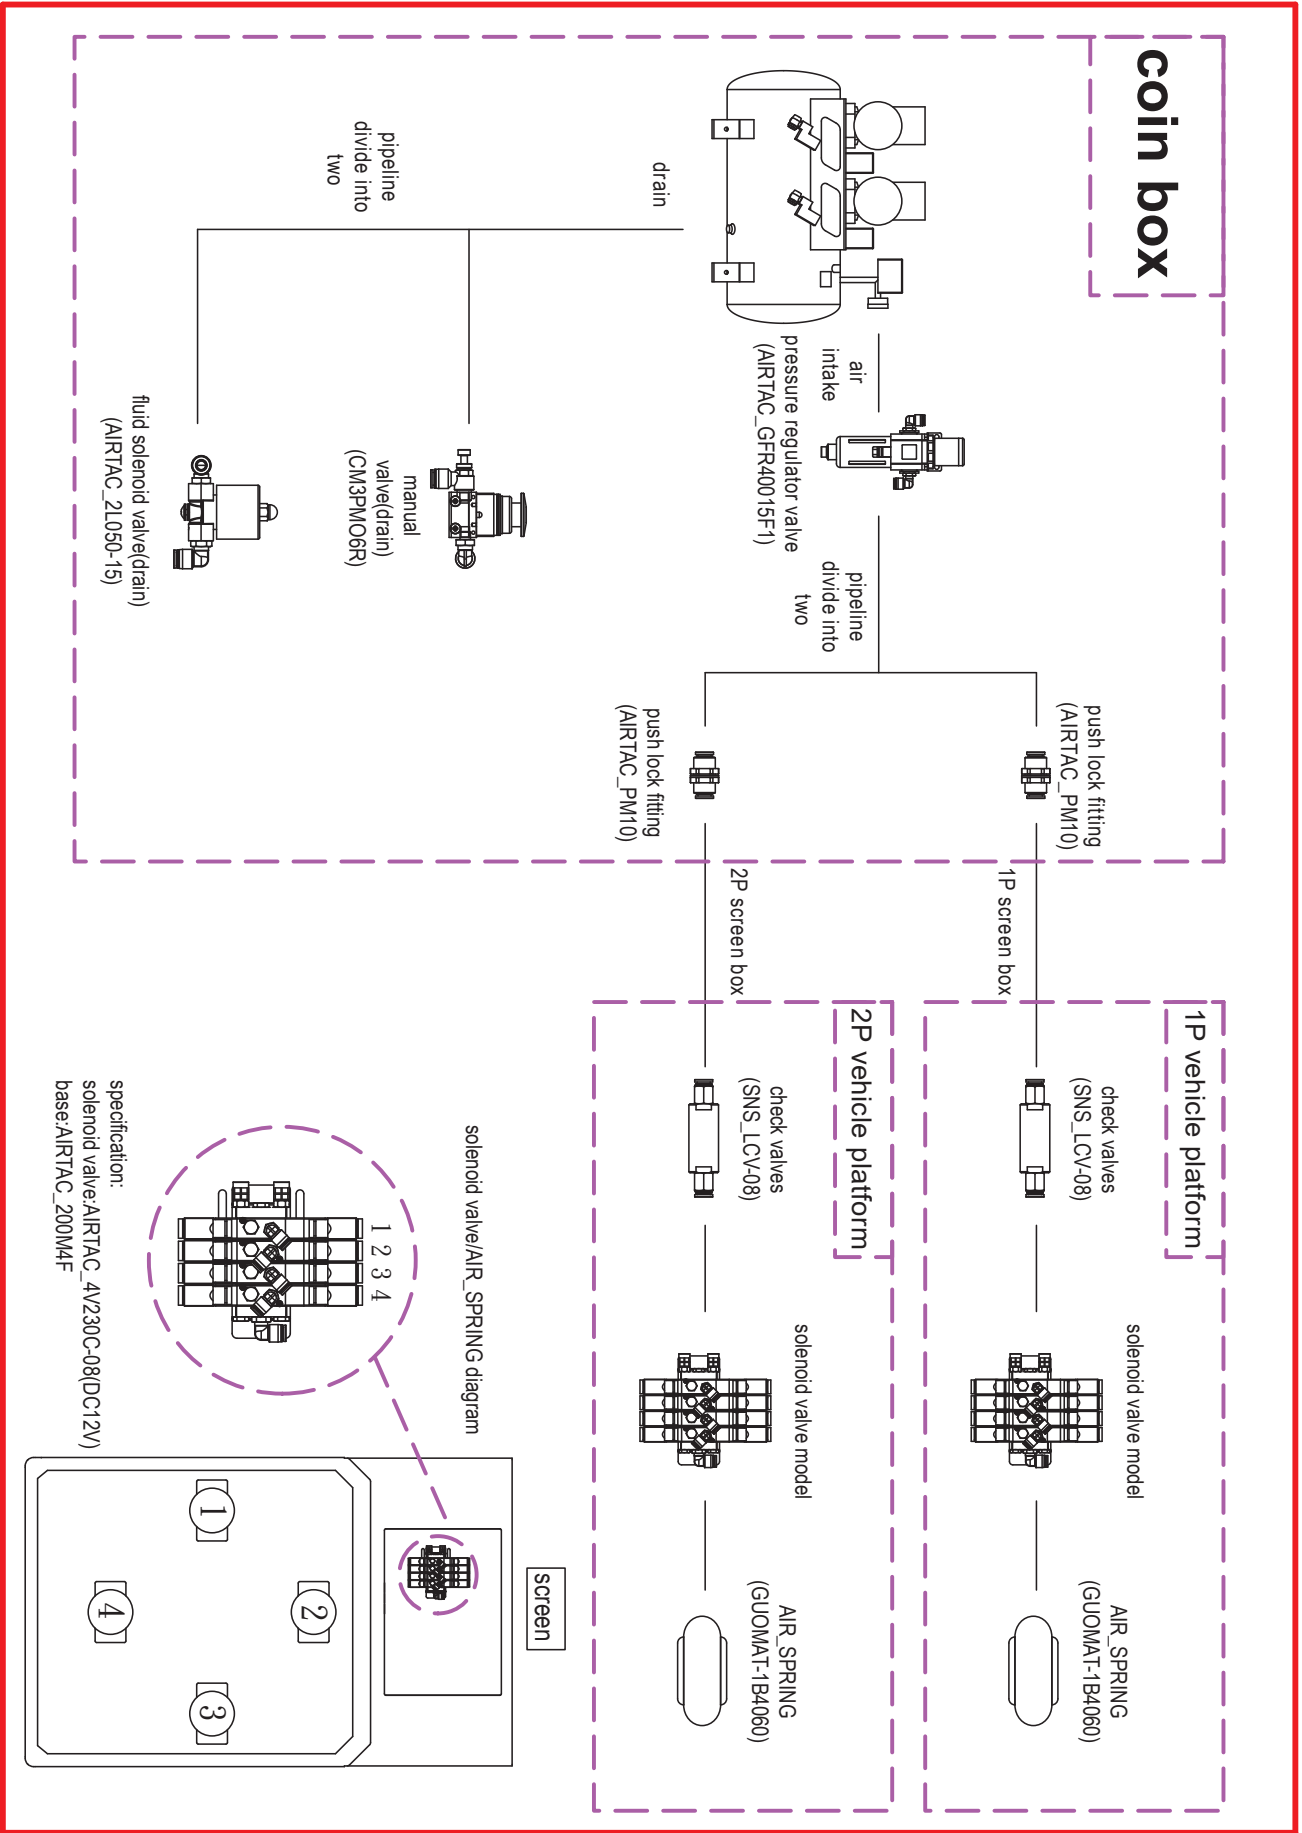 coin box
drain
pipeline
divide into
two
air
intake
pressure regulator valve
(AIRTAC_GFR40015F1)
manual
valve(drain)
(CM3PMO6R)
fluid solenoid valve(drain)
(AIRTAC_2L050-15)
pipeline
divide into
two
push lock fitting
(AIRTAC_PM10)
push lock fitting
(AIRTAC_PM10)
1P screen box
2P screen box
1P vehicle platform
check valves
(SNS_LCV-08)
solenoid valve model
AIR_SPRING
(GUOMAT-1B4060)
2P vehicle platform
check valves
(SNS_LCV-08)
solenoid valve model
AIR_SPRING
(GUOMAT-1B4060)
solenoid valve/AIR_SPRING diagram
1 2 3 4
specification:
solenoid valve:AIRTAC_4V230C-08(DC12V)
base:AIRTAC_200M4F
screen
1
2
3
4